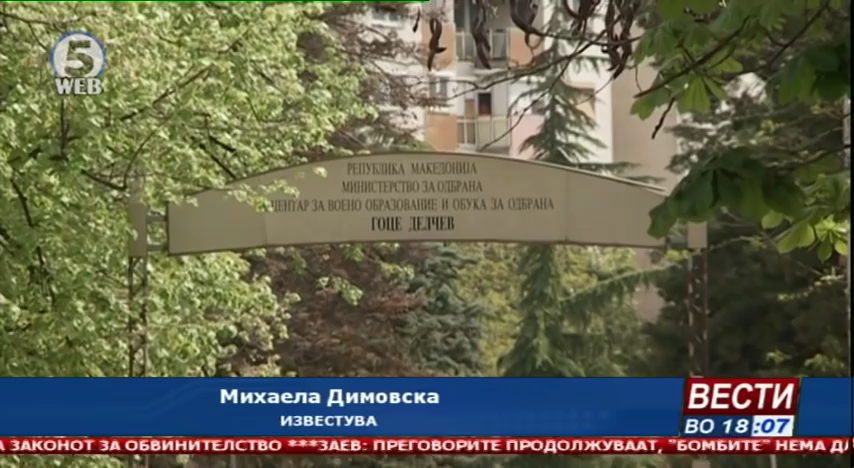 5
WEB
РЕПУБЛИКА МАКЕДОНИЈА
МИНИСТЕРСТВО ЗА ОДБРАНА
ЦЕНТАР ЗА ВОЕНО ОБРАЗОВАНИЕ И ОБУКА ЗА ОДБРАНА
ГОЦЕ ДЕЛЧЕВ
Михаела Димовска
ИЗВЕСТУВА
ВЕСТИ
ВО 18:07
А ЗАКОНОТ ЗА ОБВИНИТЕЛСТВО ***ЗАЕВ: ПРЕГОВОРИТЕ ПРОДОЛЖУВААТ, "БОМБИТЕ" НЕМА